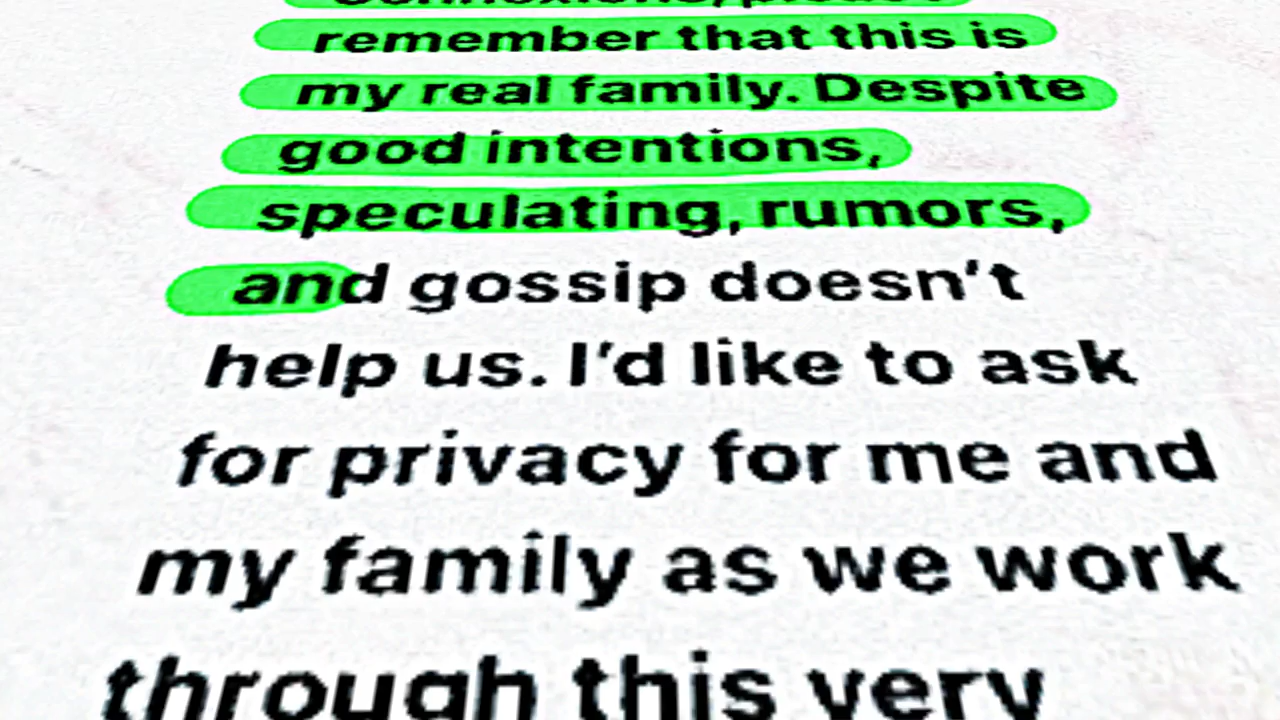 remember that this is
my real family. Despite
good intentions,
speculating, rumors,
and gossip doesn't
help us. I'd like to ask
for privacy for me and
my family as we work
through this very